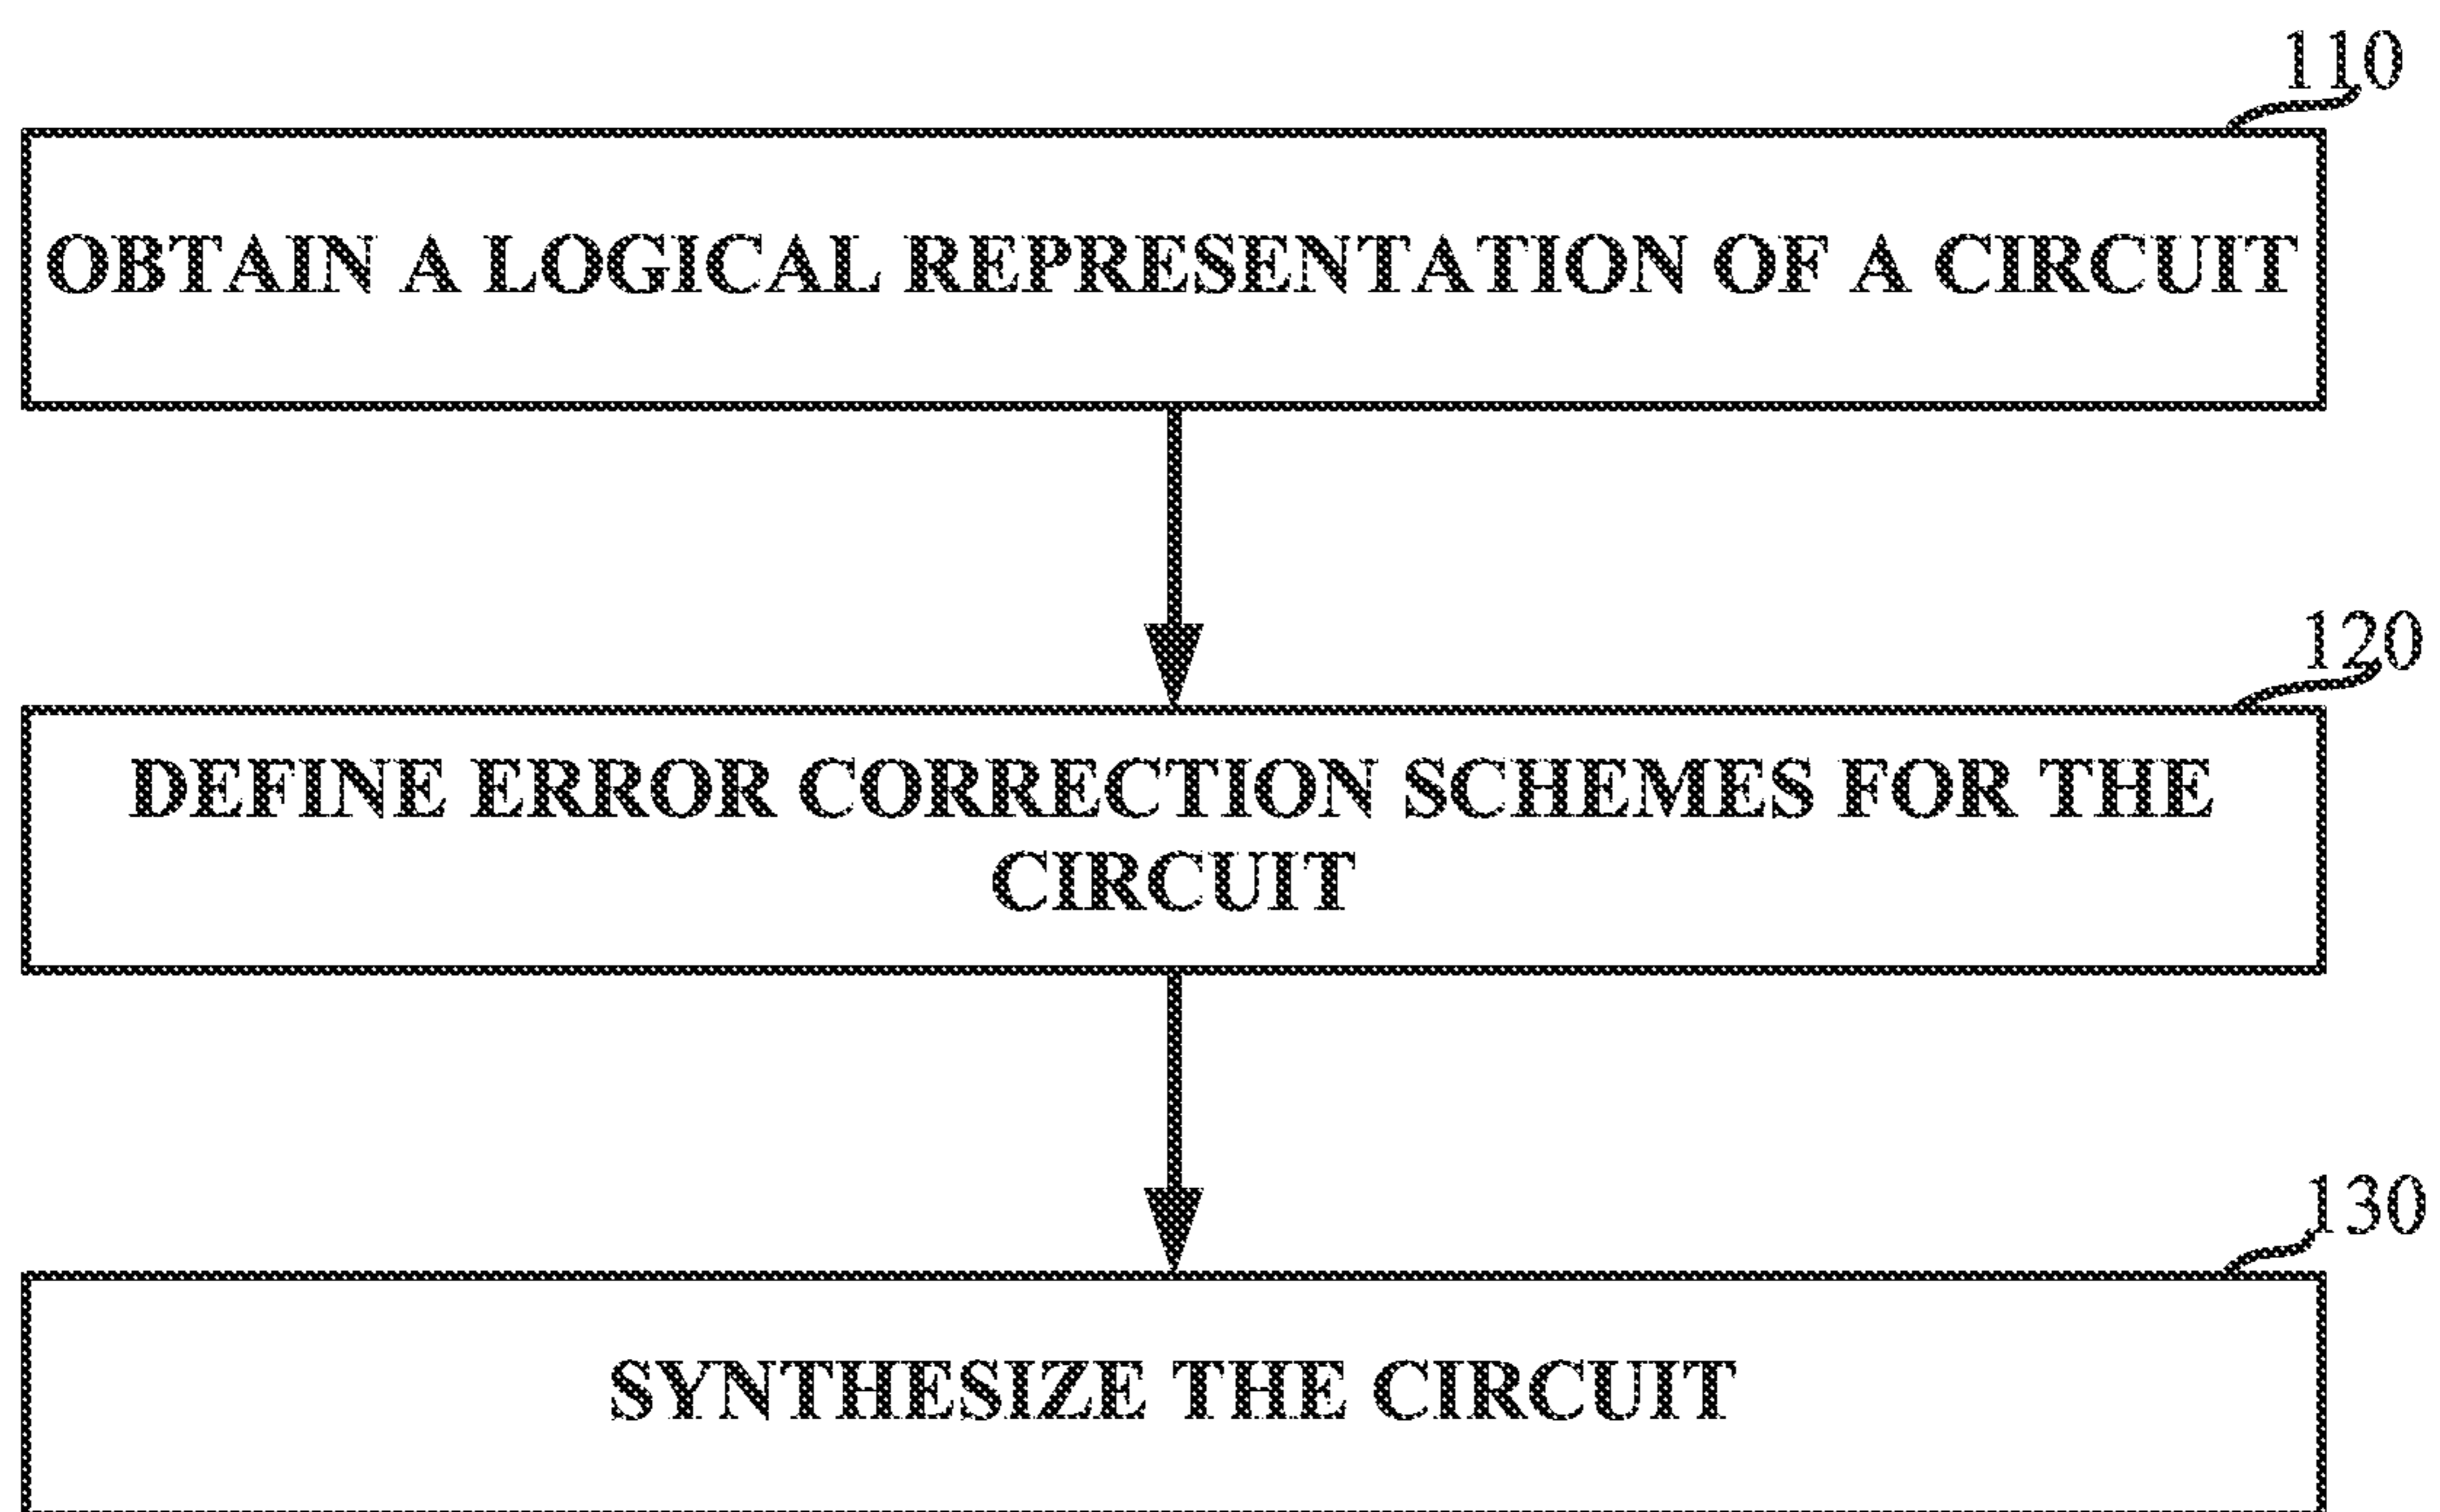 110
OBTAIN A LOGICAL REPRESENTATION OF A CIRCUIT
120
DEFINE ERROR CORRECTION SCHEMES FOR THE
CIRCUIT
130
SYNTHESIZE THE CIRCUIT